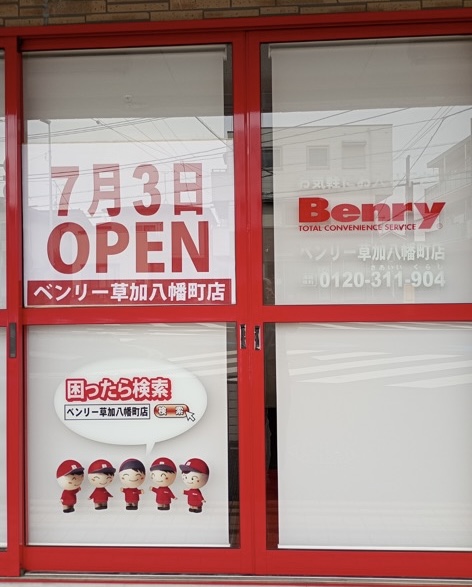 7月3日
OPEN
ベンリー草加八幡町店
Benry
TOTAL CONVENIENCE SERVICE
ベンリー草加八幡町店
0120-311-904
困ったら検索
ベンリー草加八幡町店
検索